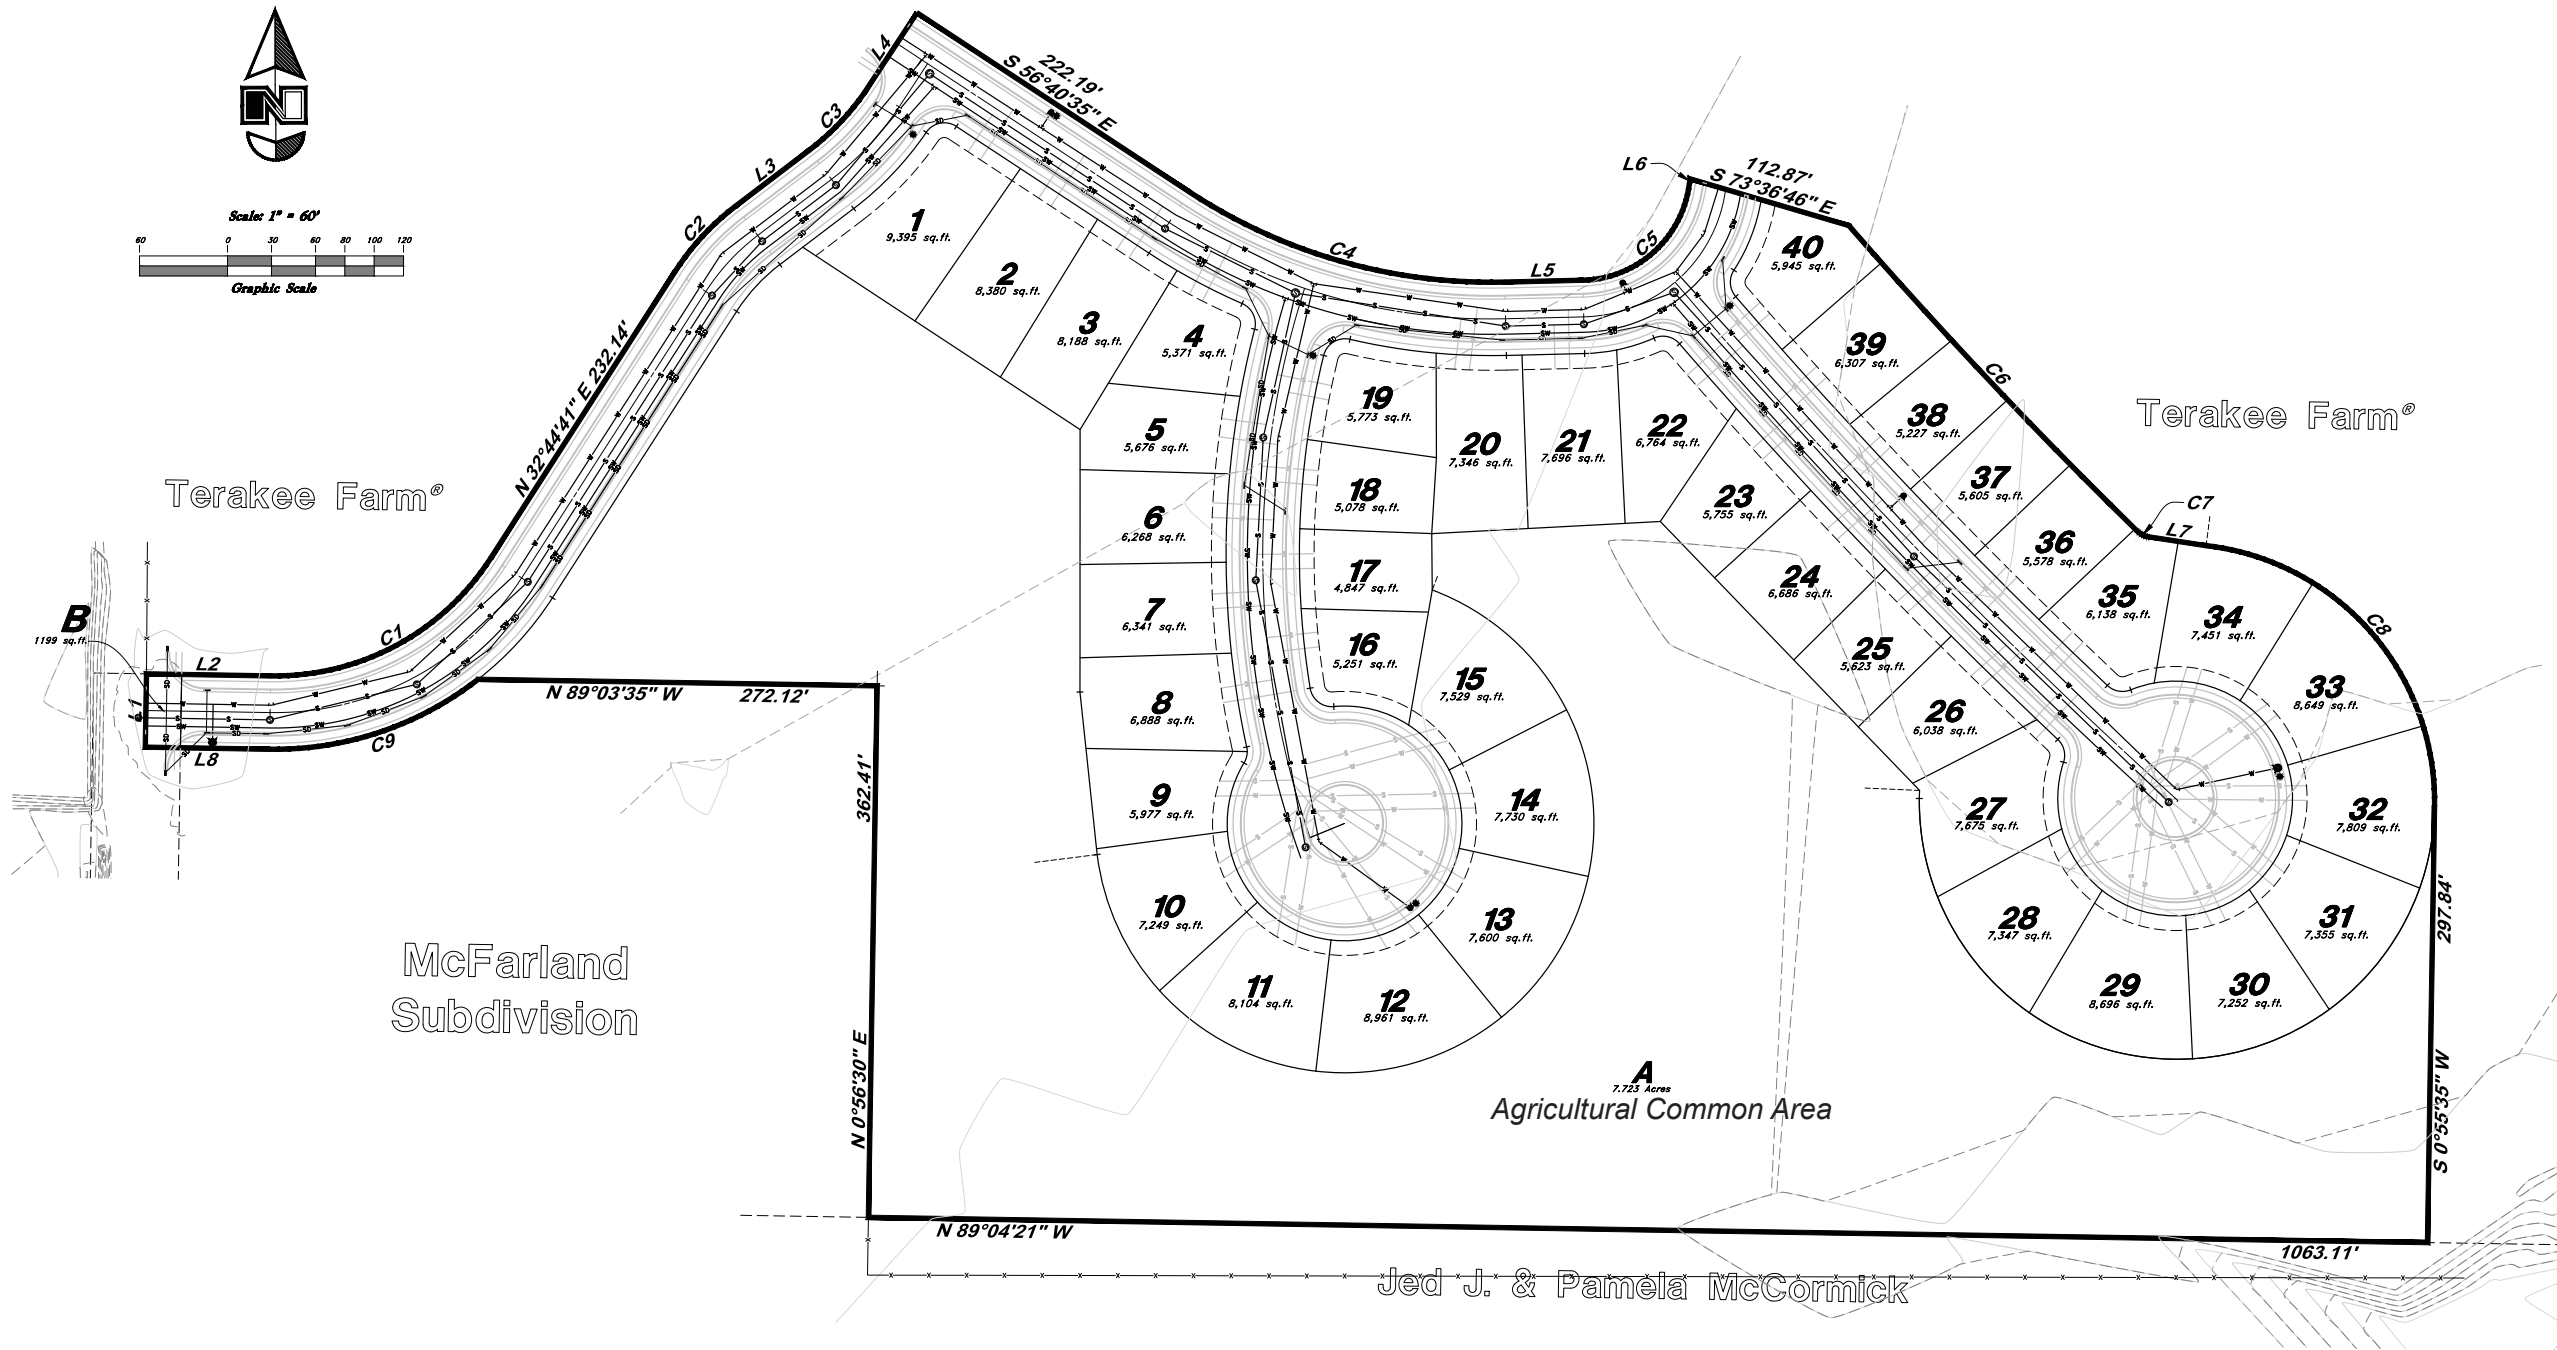 N
Scale: 1" = 60'
60 0 30 60 80 100 120
Graphic Scale
L4
222.19'
S 56°40'35" E
C3
L3
C2
N 32°44'41" E 232.14'
C4
L5
C5
L6
112.87'
S 73°36'46" E
C6
C7
L7
C8
Terakee Farm®
Terakee Farm®
B
1199 sq.ft.
L1
L2
C1
L8
C9
N 89°03'35" W 272.12'
362.41'
N 0°56'30" E
McFarland
Subdivision
1
9,395 sq.ft.
2
8,380 sq.ft.
3
8,188 sq.ft.
4
5,371 sq.ft.
5
5,676 sq.ft.
6
6,268 sq.ft.
7
6,341 sq.ft.
8
6,888 sq.ft.
9
5,977 sq.ft.
10
7,249 sq.ft.
11
8,104 sq.ft.
12
8,961 sq.ft.
13
7,600 sq.ft.
14
7,730 sq.ft.
15
7,529 sq.ft.
16
5,251 sq.ft.
17
4,847 sq.ft.
18
5,078 sq.ft.
19
5,773 sq.ft.
20
7,346 sq.ft.
21
7,696 sq.ft.
22
6,764 sq.ft.
23
5,755 sq.ft.
24
6,686 sq.ft.
25
5,623 sq.ft.
26
6,038 sq.ft.
27
7,675 sq.ft.
28
7,347 sq.ft.
29
8,696 sq.ft.
30
7,252 sq.ft.
31
7,355 sq.ft.
32
7,809 sq.ft.
33
8,649 sq.ft.
34
7,451 sq.ft.
35
6,138 sq.ft.
36
5,578 sq.ft.
37
5,605 sq.ft.
38
5,227 sq.ft.
39
6,307 sq.ft.
40
5,945 sq.ft.
A
7.723 Acres
Agricultural Common Area
297.84'
S 0°55'35" W
N 89°04'21" W
1063.11'
Jed J. & Pamela McCormick